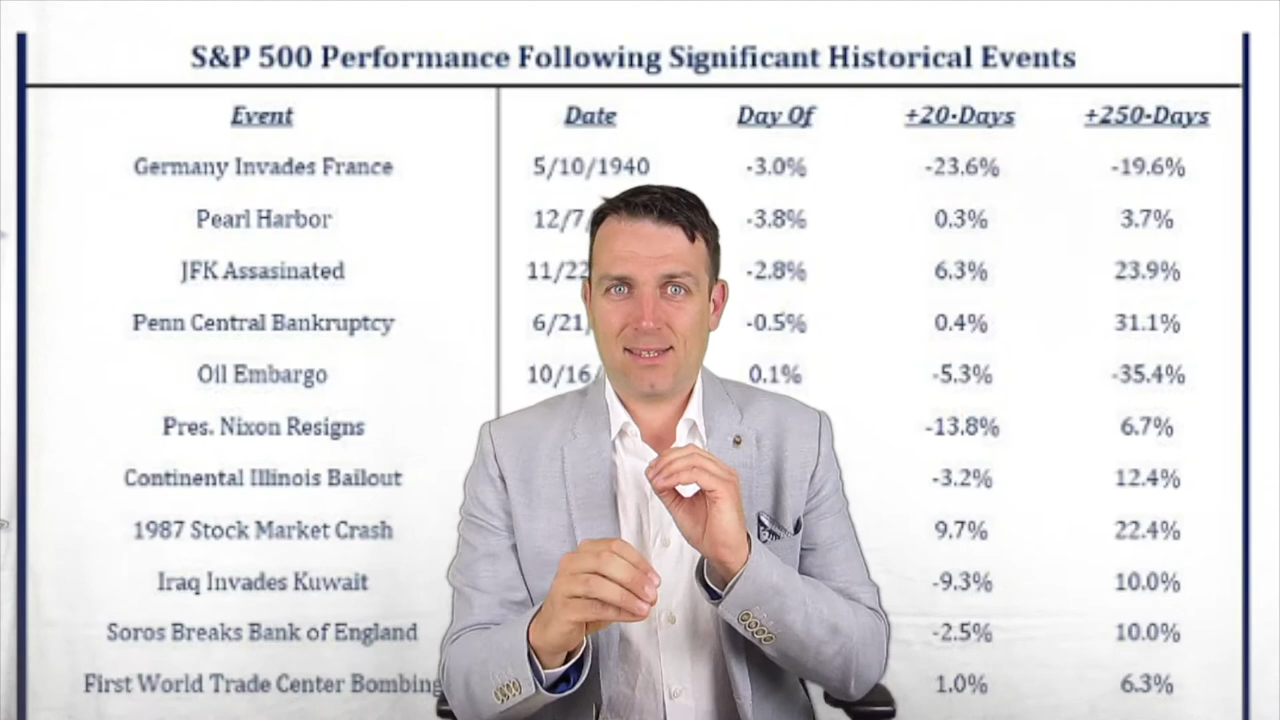 S&P 500 Performance Following Significant Historical Events
Event Date Day Of +20-Days +250-Days
Germany Invades France 5/10/1940 -3.0% -23.6% -19.6%
Pearl Harbor 12/7/ -3.8% 0.3% 3.7%
JFK Assasinated 11/22 -2.8% 6.3% 23.9%
Penn Central Bankruptcy 6/21/ -0.5% 0.4% 31.1%
Oil Embargo 10/16/ 0.1% -5.3% -35.4%
Pres. Nixon Resigns -13.8% 6.7%
Continental Illinois Bailout -3.2% 12.4%
1987 Stock Market Crash 9.7% 22.4%
Iraq Invades Kuwait -9.3% 10.0%
Soros Breaks Bank of England -2.5% 10.0%
First World Trade Center Bombing 1.0% 6.3%